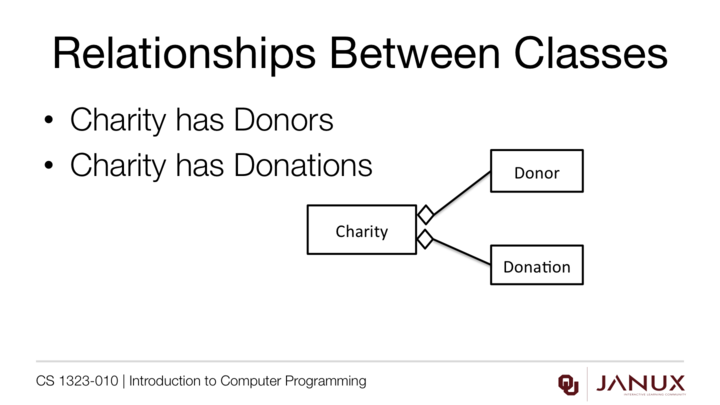 Relationships Between Classes
• Charity has Donors
• Charity has Donations
Donor
Charity
Donation
CS 1323-010 | Introduction to Computer Programming
OU
JANUX
INTERACTIVE LEARNING COMMUNITY